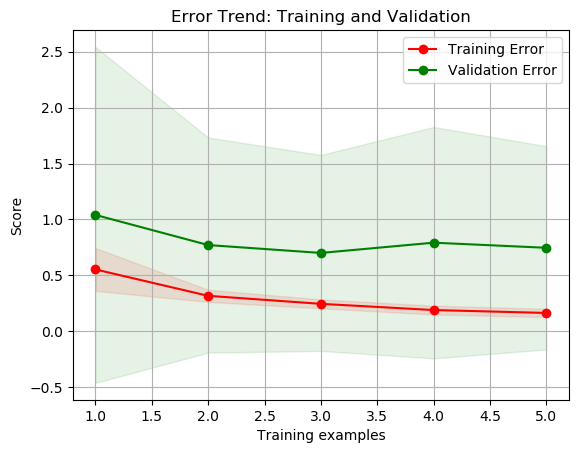 Error Trend: Training and Validation
Training Error
Validation Error
Score
2.5
2.0
1.5
1.0
0.5
0.0
−0.5
1.0 1.5 2.0 2.5 3.0 3.5 4.0 4.5 5.0
Training examples